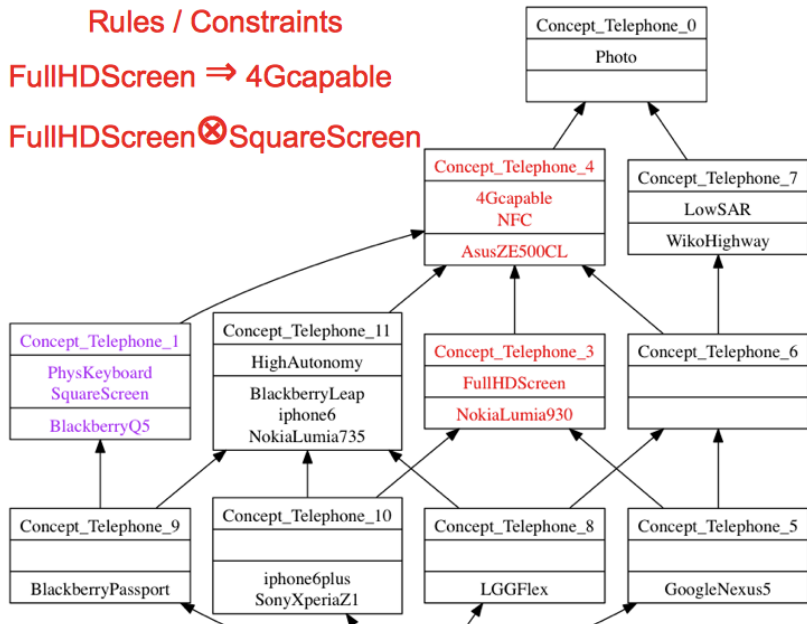 Rules / Constraints
FullHDScreen ⇒ 4Gcapable
FullHDScreen⊗SquareScreen
Concept_Telephone_0
Photo
Concept_Telephone_4
4Gcapable
NFC
AsusZE500CL
Concept_Telephone_7
LowSAR
WikoHighway
Concept_Telephone_1
PhysKeyboard
SquareScreen
BlackberryQ5
Concept_Telephone_11
HighAutonomy
BlackberryLeap
iphone6
NokiaLumia735
Concept_Telephone_3
FullHDScreen
NokiaLumia930
Concept_Telephone_6
Concept_Telephone_9
BlackberryPassport
Concept_Telephone_10
iphone6plus
SonyXperiaZ1
Concept_Telephone_8
LGGFlex
Concept_Telephone_5
GoogleNexus5